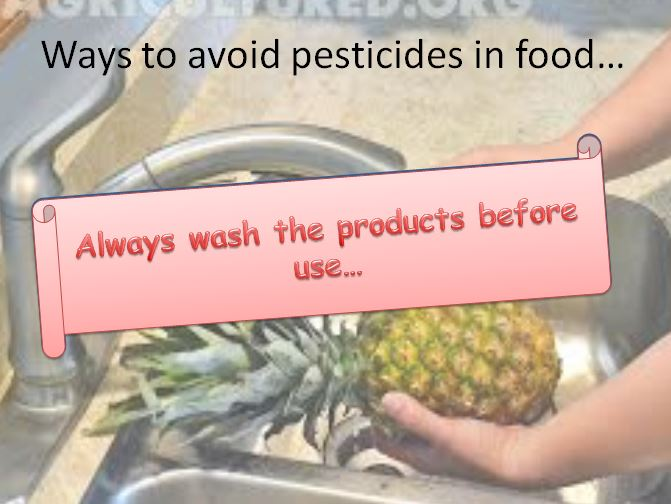 AGRICULTURED.ORG
Ways to avoid pesticides in food...
Always wash the products before
use...